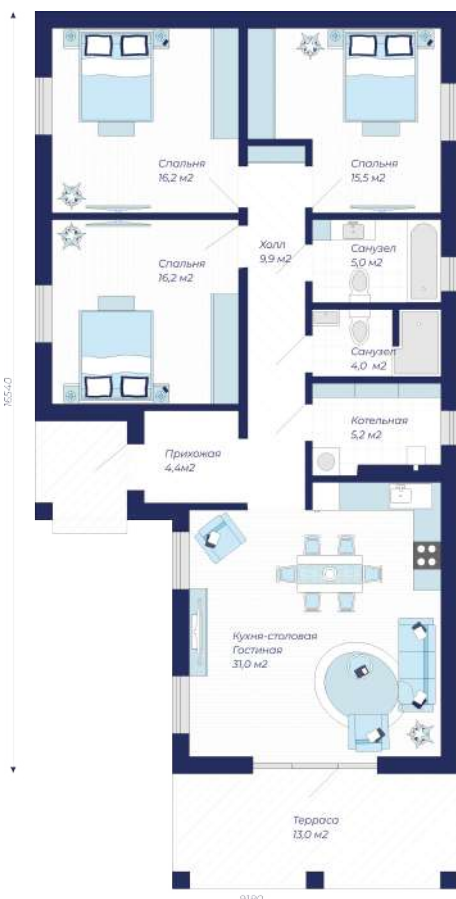 Спальня
16,2 м2
Спальня
15,5 м2
Холл
9,9 м2
Санузел
5,0 м2
Спальня
16,2 м2
Санузел
4,0 м2
16540
Котельная
5,2 м2
Прихожая
4,4м2
Кухня-столовая
Гостиная
31,0 м2
Терраса
13,0 м2